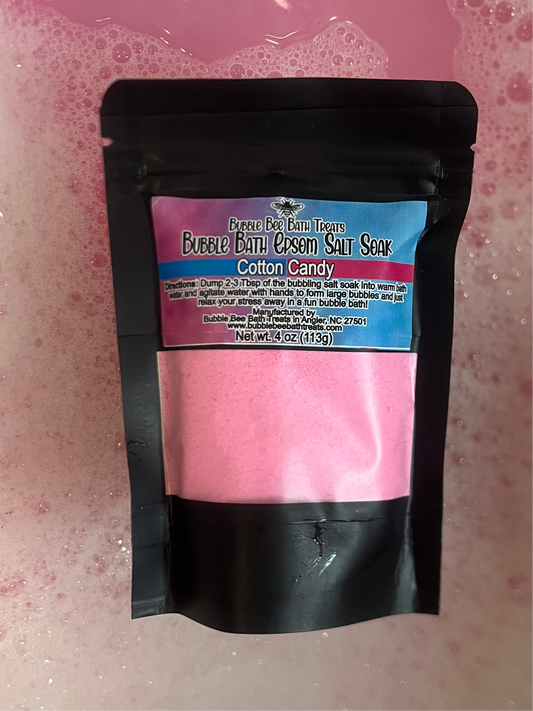 Bubble Bee Bath Treats
Bubble Bath Epsom Salt Soak
Cotton Candy
Directions: Dump 2-3 Tbsp of the bubbling salt soak into warm bath
water and agitate water with hands to form large bubbles and just
relax your stress away in a fun bubble bath!
Manufactured by
Bubble Bee Bath Treats in Angier, NC 27501
www.bubblebeebathtreats.com
Net wt. 4 oz (113g)